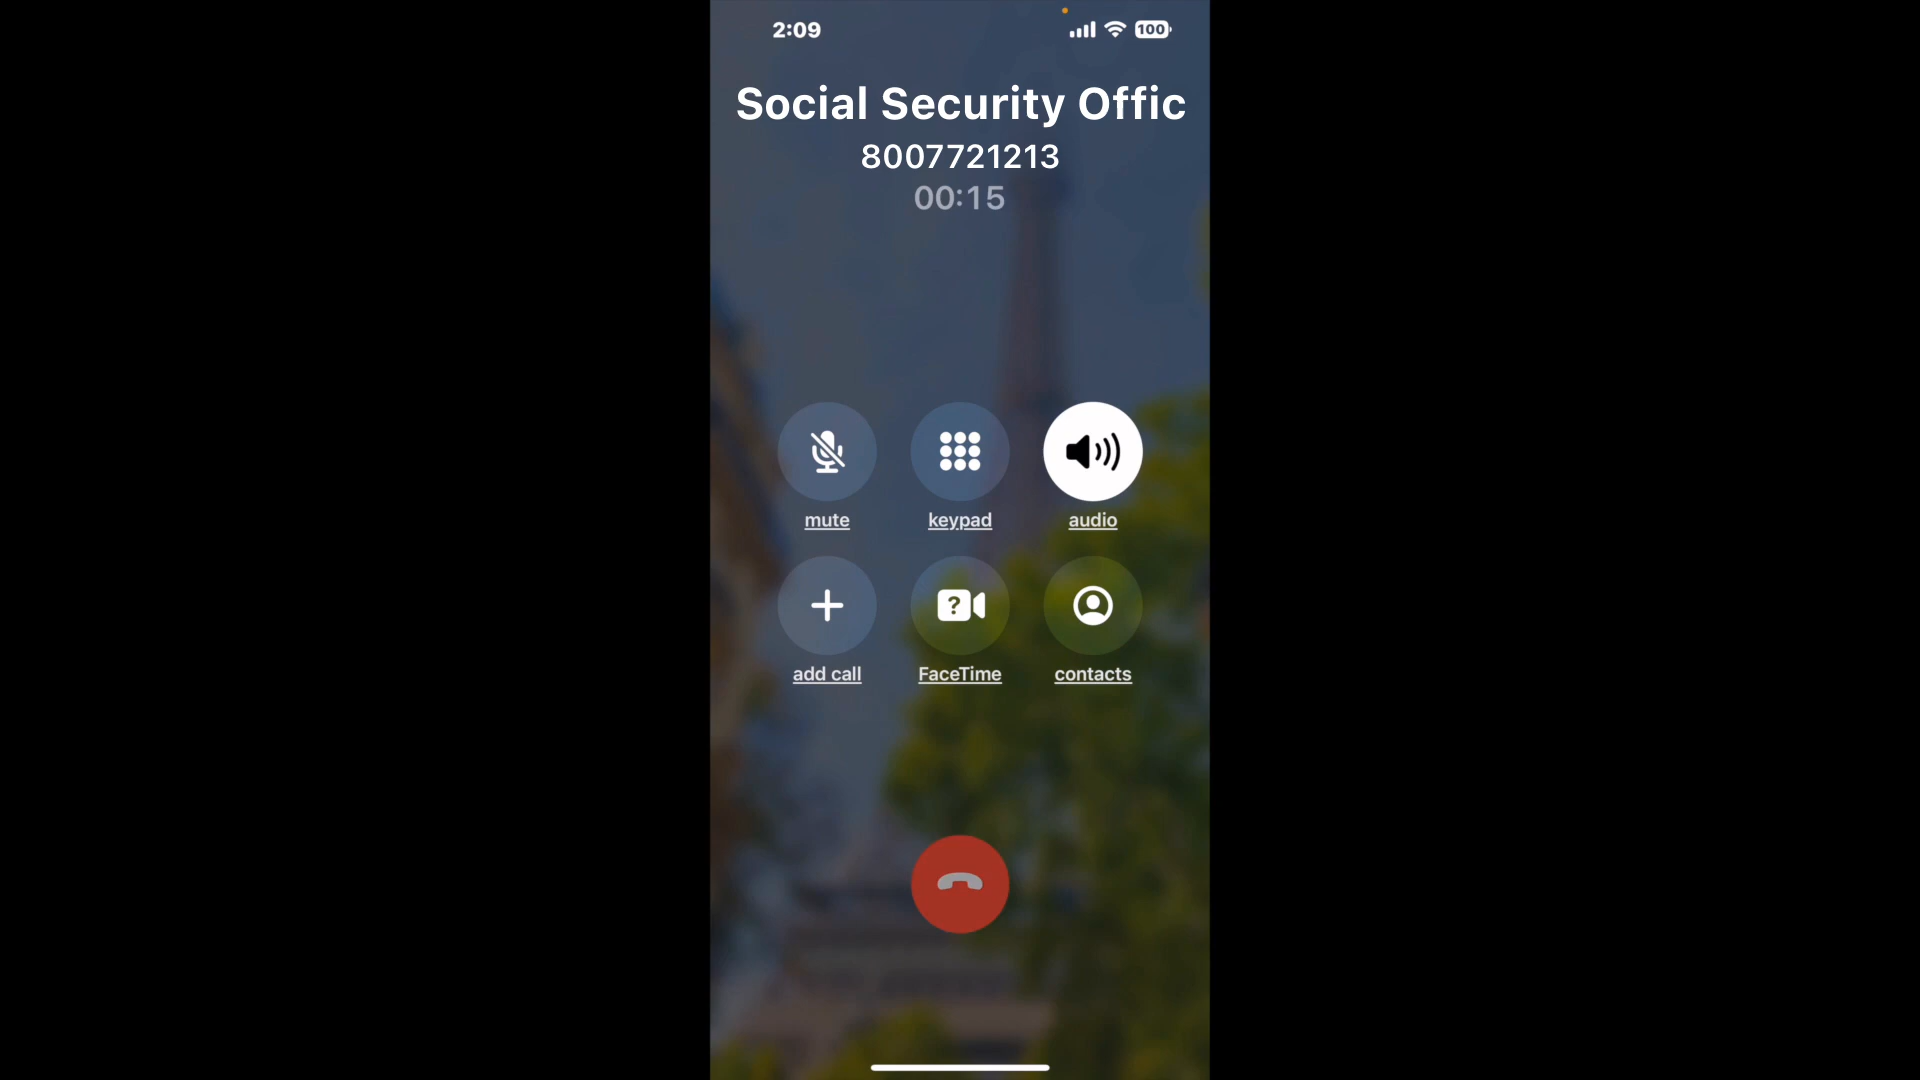 2:09
100
Social Security Offic
8007721213
00:15
mute
keypad
audio
?
add call
FaceTime
contacts